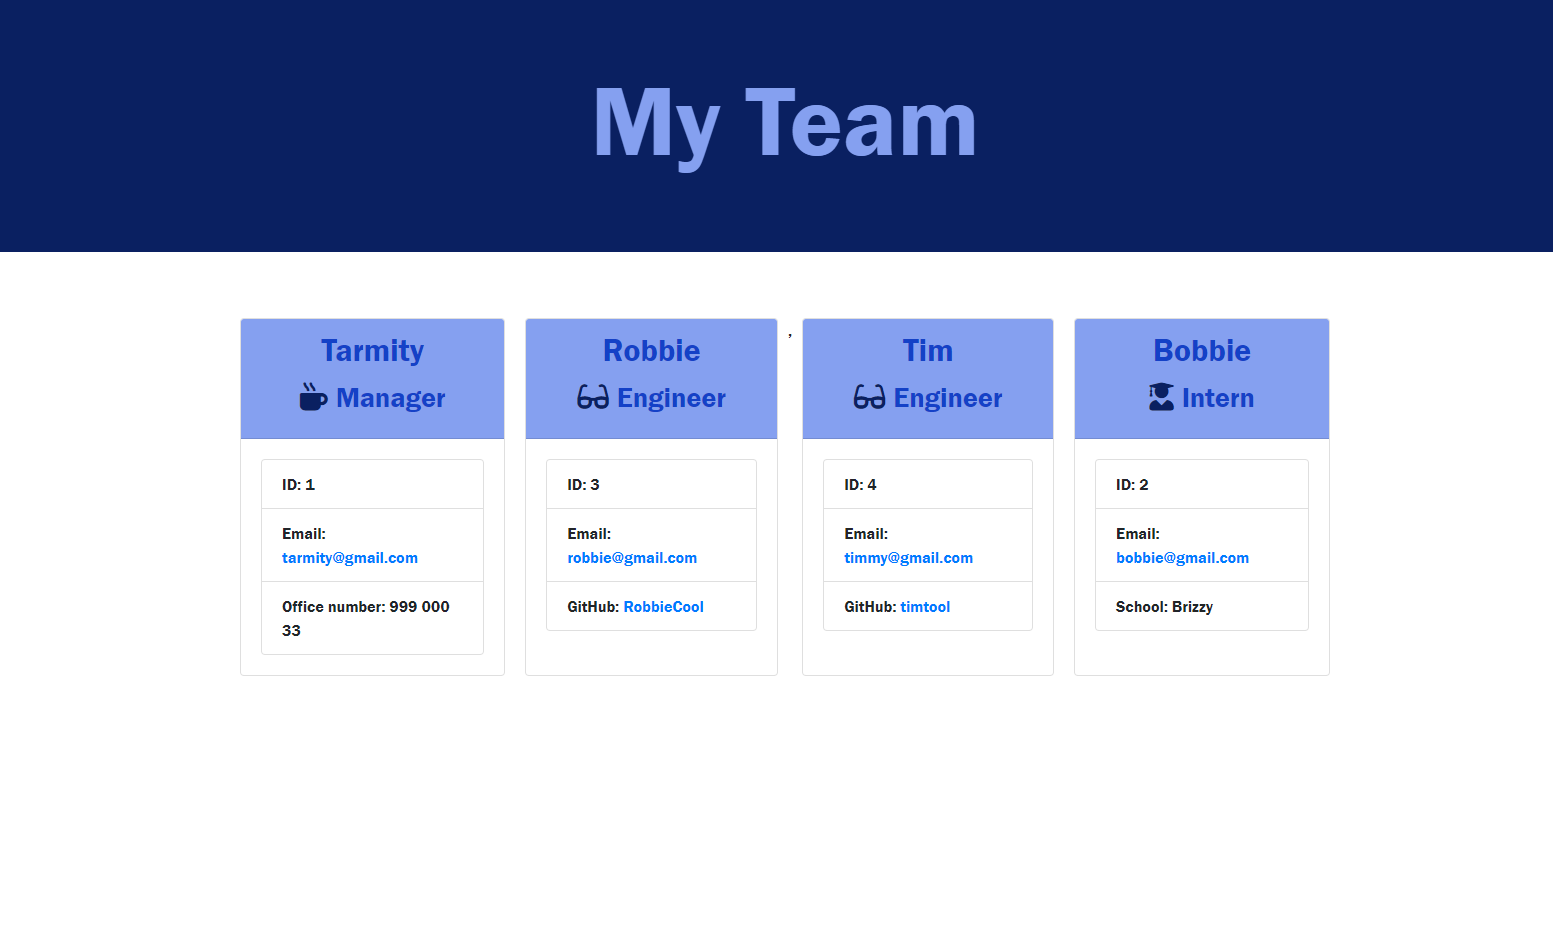 My Team
Tarmity
Manager
ID: 1
Email:
tarmity@gmail.com
Office number: 999 000
33
Robbie
Engineer
ID: 3
Email:
robbie@gmail.com
GitHub: RobbieCool
,
Tim
Engineer
ID: 4
Email:
timmy@gmail.com
GitHub: timtool
Bobbie
Intern
ID: 2
Email:
bobbie@gmail.com
School: Brizzy